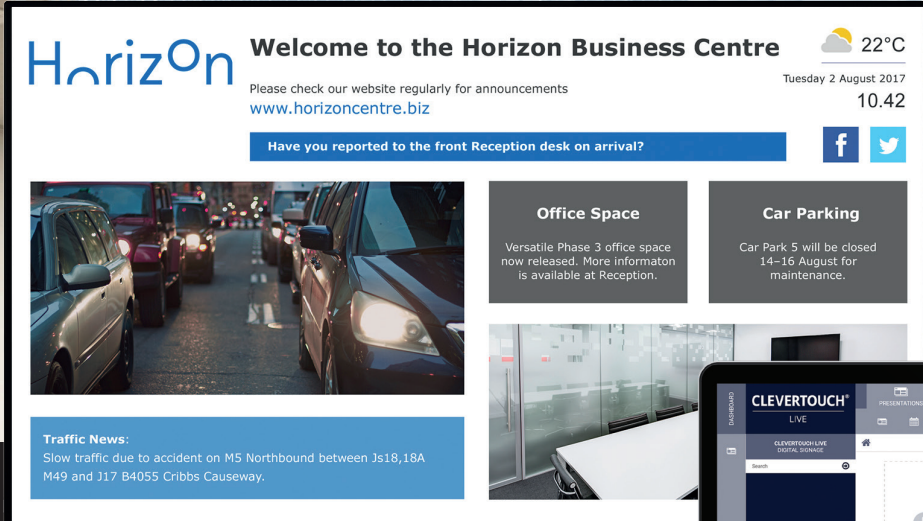 Horizon
Welcome to the Horizon Business Centre
22°C
Please check our website regularly for announcements
www.horizoncentre.biz
Tuesday 2 August 2017
10.42
Have you reported to the front Reception desk on arrival?
f
Office Space
Versatile Phase 3 office space
now released. More informaton
is available at Reception.
Car Parking
Car Park 5 will be closed
14–16 August for
maintenance.
Traffic News:
Slow traffic due to accident on M5 Northbound between Js18,18A
M49 and J17 B4055 Cribbs Causeway.
DASHBOARD
CLEVERTOUCH®
LIVE
PRESENTATIONS
CLEVERTOUCH LIVE
DIGITAL SIGNAGE
Search